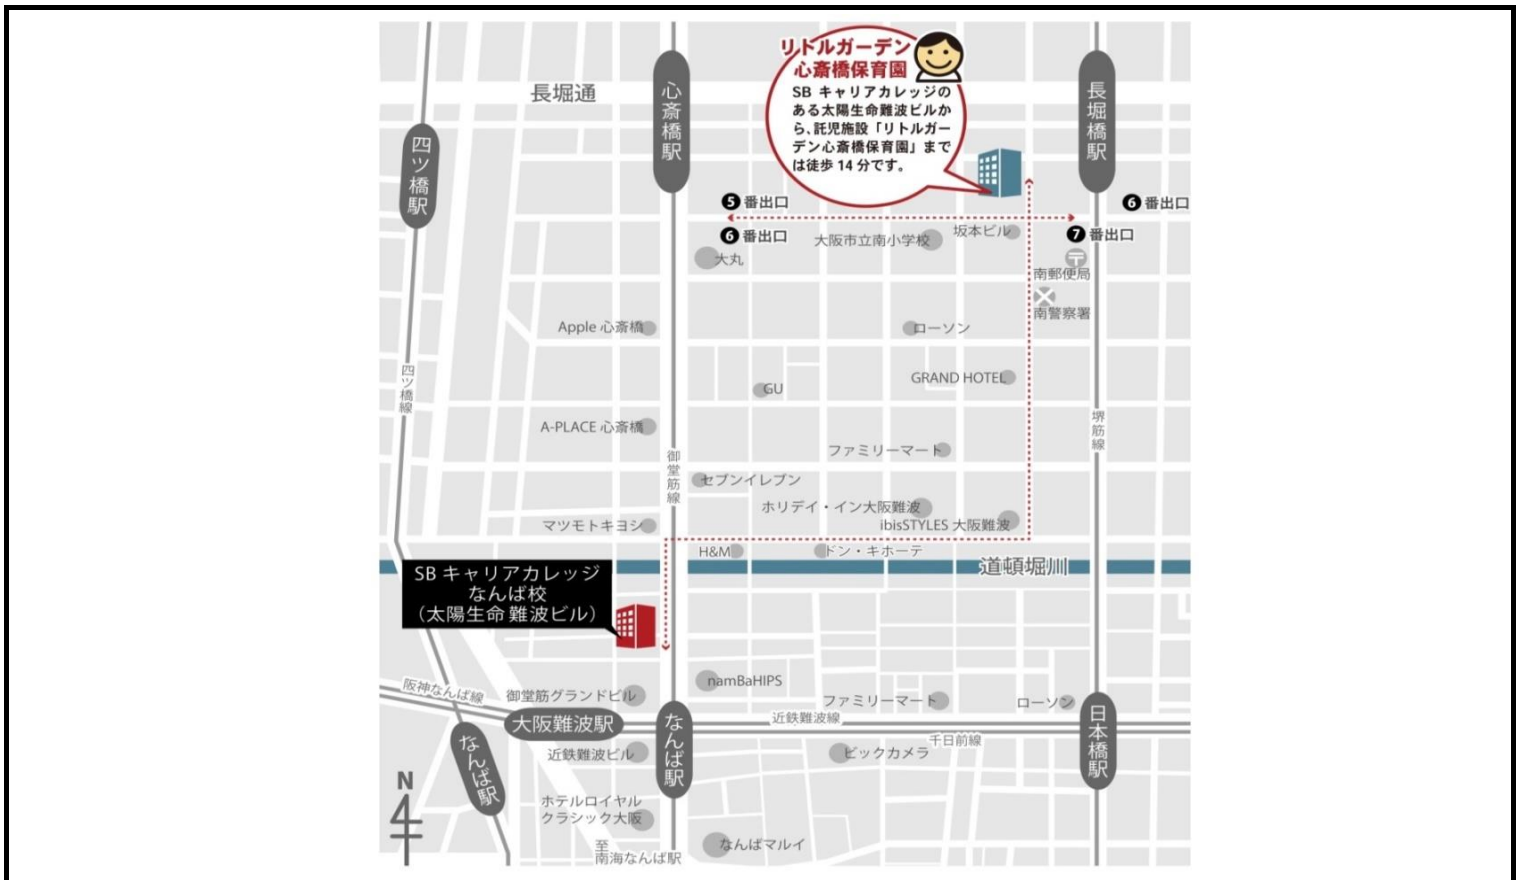 リトルガーデン
心斎橋保育園
SB キャリアカレッジの
ある太陽生命難波ビルか
ら、託児施設「リトルガー
デン心斎橋保育園」まで
は徒歩 14 分です。
長堀通
心斎橋駅
長堀橋駅
四ツ橋駅
5 番出口
6 番出口
6 番出口
7 番出口
大阪市立南小学校
坂本ビル
大丸
南郵便局
南警察署
Apple 心斎橋
ローソン
四ツ橋線
GU
GRAND HOTEL
A-PLACE 心斎橋
堺筋線
ファミリーマート
御堂筋線
セブンイレブン
ホリデイ・イン大阪難波
マツモトキヨシ
ibisSTYLES 大阪難波
H&M
ドン・キホーテ
道頓堀川
SB キャリアカレッジ
なんば校
（太陽生命難波ビル）
阪神なんば線
御堂筋グランドビル
namBaHIPS
ファミリーマート
ローソン
大阪難波駅
なんば駅
近鉄難波線
日本橋駅
なんば駅
近鉄難波ビル
ビックカメラ
千日前線
N
ホテルロイヤル
クラシック大阪
なんばマルイ
至
南海なんば駅